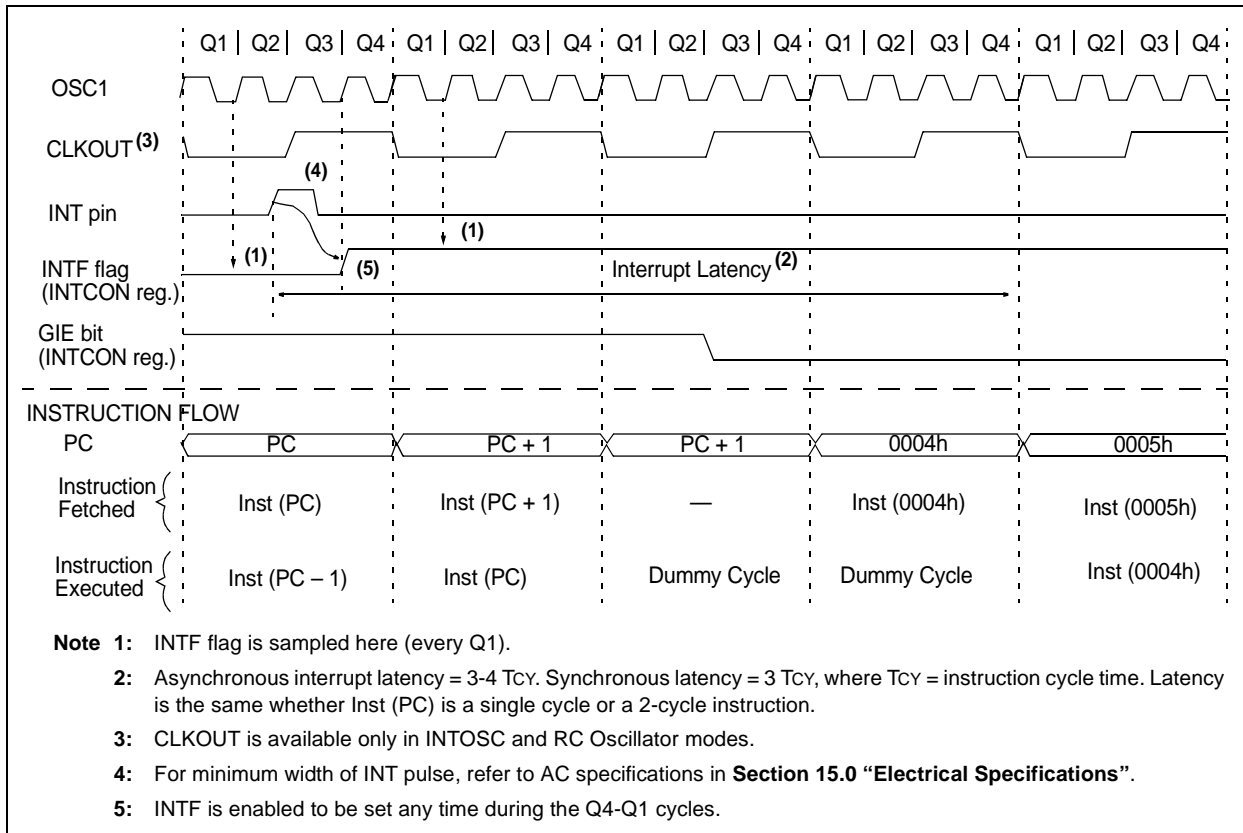 Q1 | Q2 | Q3 | Q4 Q1 | Q2 | Q3 | Q4 Q1 | Q2 | Q3 | Q4 Q1 | Q2 | Q3 | Q4 Q1 | Q2 | Q3 | Q4
OSC1
CLKOUT (3)
(4)
INT pin
(1) (1)
INTF flag (5) Interrupt Latency (2)
(INTCON reg.)
GIE bit
(INTCON reg.)
INSTRUCTION FLOW
PC PC PC + 1 PC + 1 0004h 0005h
Instruction
Fetched Inst (PC) Inst (PC + 1) — Inst (0004h) Inst (0005h)
Instruction
Executed Inst (PC – 1) Inst (PC) Dummy Cycle Dummy Cycle Inst (0004h)
Note 1: INTF flag is sampled here (every Q1).
2: Asynchronous interrupt latency = 3-4 TCY. Synchronous latency = 3 TCY, where TCY = instruction cycle time. Latency
is the same whether Inst (PC) is a single cycle or a 2-cycle instruction.
3: CLKOUT is available only in INTOSC and RC Oscillator modes.
4: For minimum width of INT pulse, refer to AC specifications in Section 15.0 “Electrical Specifications”.
5: INTF is enabled to be set any time during the Q4-Q1 cycles.